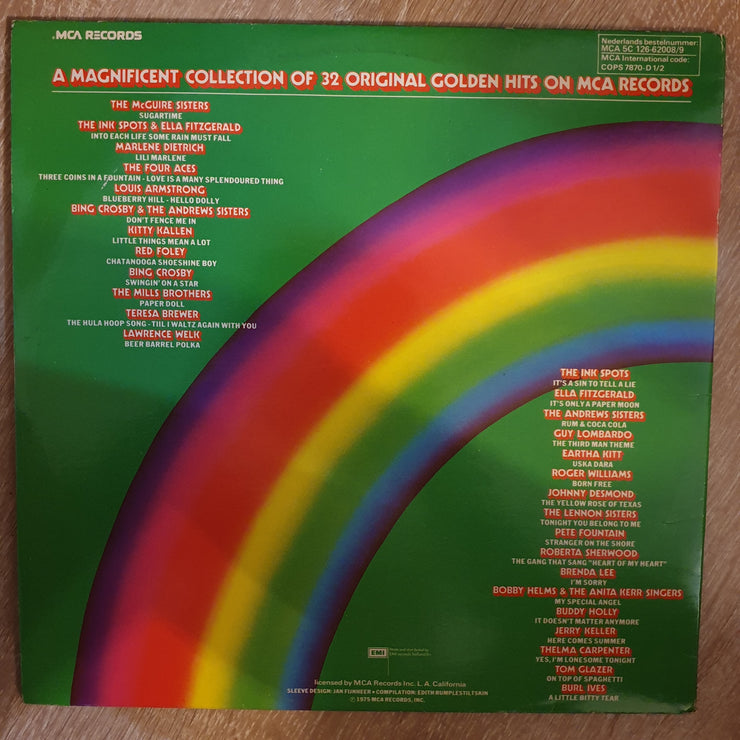 MCA RECORDS
Nederlands bestelnummer:
MCA 5C 126-62008/9
MCA International code:
COPS 7870-D 1/2
A MAGNIFICENT COLLECTION OF 32 ORIGINAL GOLDEN HITS ON MCA RECORDS
THE McGUIRE SISTERS
SUGARTIME
THE INK SPOTS & ELLA FITZGERALD
INTO EACH LIFE SOME RAIN MUST FALL
MARLENE DIETRICH
LILI MARLENE
THE FOUR ACES
THREE COINS IN A FOUNTAIN - LOVE IS A MANY SPLENDOURED THING
LOUIS ARMSTRONG
BLUEBERRY HILL - HELLO DOLLY
BING CROSBY & THE ANDREWS SISTERS
DON'T FENCE ME IN
KITTY KALLEN
LITTLE THINGS MEAN A LOT
RED FOLEY
CHATANOOGA SHOESHINE BOY
BING CROSBY
SWINGIN' ON A STAR
THE MILLS BROTHERS
PAPER DOLL
TERESA BREWER
THE HULA HOOP SONG - TIIL I WALTZ AGAIN WITH YOU
LAWRENCE WELK
BEER BARREL POLKA
THE INK SPOTS
IT'S A SIN TO TELL A LIE
ELLA FITZGERALD
IT'S ONLY A PAPER MOON
THE ANDREWS SISTERS
RUM & COCA COLA
GUY LOMBARDO
THE THIRD MAN THEME
EARTHA KITT
USKA DARA
ROGER WILLIAMS
BORN FREE
JOHNNY DESMOND
THE YELLOW ROSE OF TEXAS
THE LENNON SISTERS
TONIGHT YOU BELONG TO ME
PETE FOUNTAIN
STRANGER ON THE SHORE
ROBERTA SHERWOOD
THE GANG THAT SANG "HEART OF MY HEART"
BRENDA LEE
I'M SORRY
BOBBY HELMS & THE ANITA KERR SINGERS
MY SPECIAL ANGEL
BUDDY HOLLY
IT DOESN'T MATTER ANYMORE
JERRY KELLER
HERE COMES SUMMER
THELMA CARPENTER
YES, I'M LONESOME TONIGHT
TOM GLAZER
ON TOP OF SPAGHETTI
BURL IVES
A LITTLE BITTY TEAR
EMI
licensed by MCA Records Inc. L. A. California
SLEEVE DESIGN: JAN FIJNHEER • COMPILATION: EDITH RUMPLESTILTSKIN
℗ 1975 MCA RECORDS, INC.